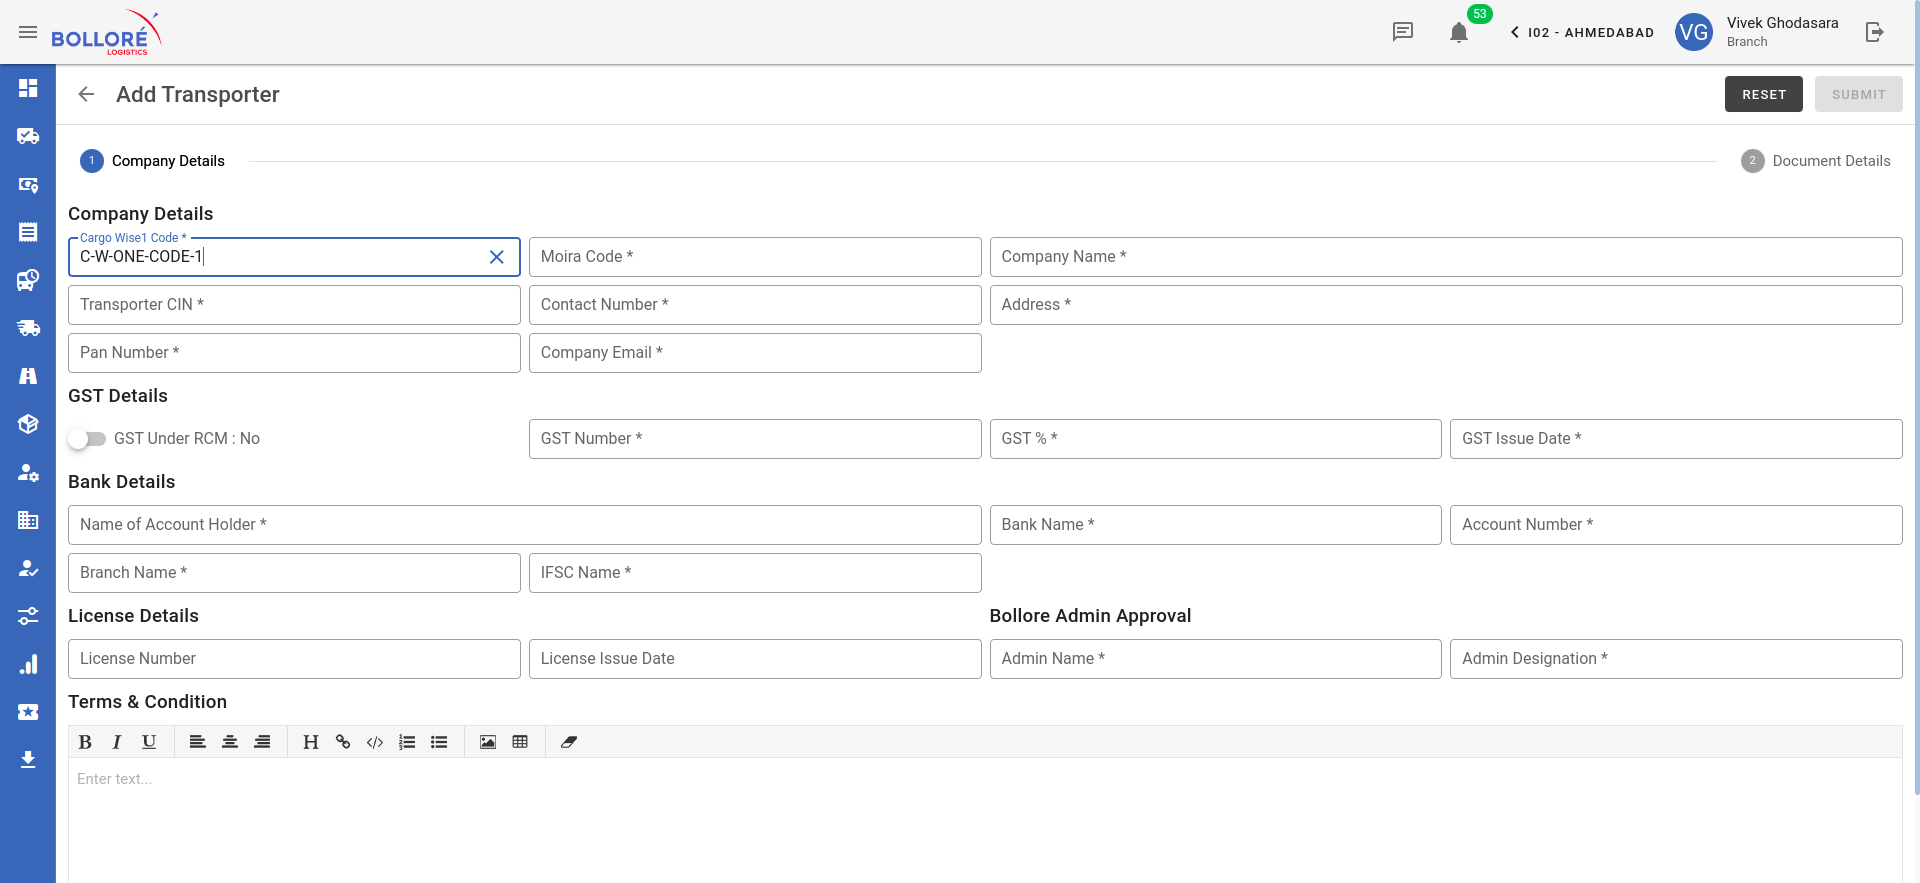 BOLLORÉ
LOGISTICS
53
I02 - AHMEDABAD
VG
Vivek Ghodasara
Branch
Add Transporter
RESET
SUBMIT
1
Company Details
2
Document Details
Company Details
Cargo Wise1 Code *
C-W-ONE-CODE-1
Moira Code *
Company Name *
Transporter CIN *
Contact Number *
Address *
Pan Number *
Company Email *
GST Details
GST Under RCM : No
GST Number *
GST % *
GST Issue Date *
Bank Details
Name of Account Holder *
Bank Name *
Account Number *
Branch Name *
IFSC Name *
License Details
Bollore Admin Approval
License Number
License Issue Date
Admin Name *
Admin Designation *
Terms & Condition
B I U H </>
Enter text...